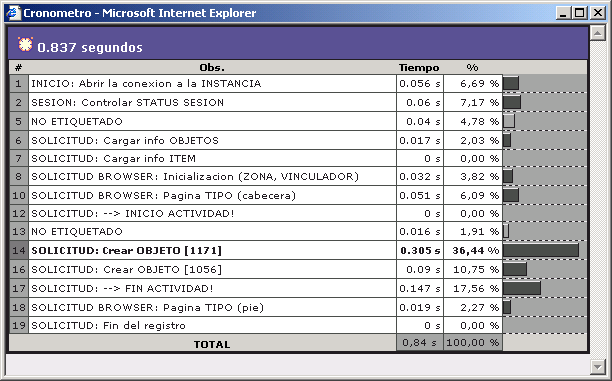 Cronometro - Microsoft Internet Explorer
0.837 segundos
# Obs. Tiempo %
1 INICIO: Abrir la conexion a la INSTANCIA 0.056 s 6,69 %
2 SESION: Controlar STATUS SESION 0.06 s 7,17 %
5 NO ETIQUETADO 0.04 s 4,78 %
6 SOLICITUD: Cargar info OBJETOS 0.017 s 2,03 %
7 SOLICITUD: Cargar info ITEM 0 s 0,00 %
8 SOLICITUD BROWSER: Inicializacion (ZONA, VINCULADOR) 0.032 s 3,82 %
10 SOLICITUD BROWSER: Pagina TIPO (cabecera) 0.051 s 6,09 %
12 SOLICITUD: --> INICIO ACTIVIDAD! 0 s 0,00 %
13 NO ETIQUETADO 0.016 s 1,91 %
14 SOLICITUD: Crear OBJETO [1171] 0.305 s 36,44 %
16 SOLICITUD: Crear OBJETO [1056] 0.09 s 10,75 %
17 SOLICITUD: --> FIN ACTIVIDAD! 0.147 s 17,56 %
18 SOLICITUD BROWSER: Pagina TIPO (pie) 0.019 s 2,27 %
19 SOLICITUD: Fin del registro 0 s 0,00 %
TOTAL 0,84 s 100,00 %